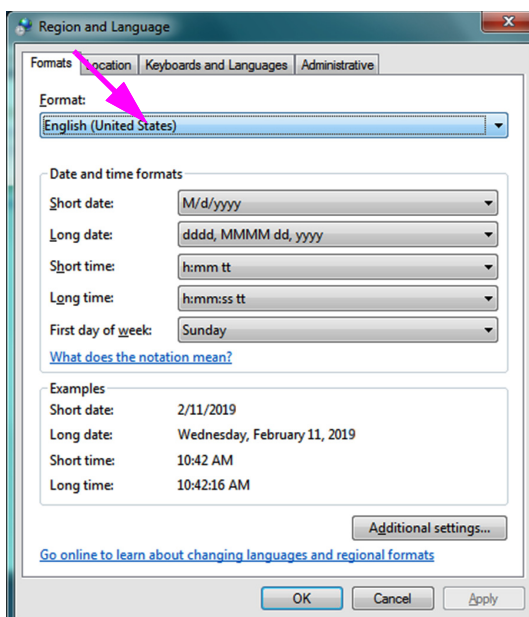 Region and Language
Formats Location Keyboards and Languages Administrative
Format:
English (United States)
Date and time formats
Short date: M/d/yyyy
Long date: dddd, MMMM dd, yyyy
Short time: h:mm tt
Long time: h:mm:ss tt
First day of week: Sunday
What does the notation mean?
Examples
Short date: 2/11/2019
Long date: Wednesday, February 11, 2019
Short time: 10:42 AM
Long time: 10:42:16 AM
Additional settings...
Go online to learn about changing languages and regional formats
OK Cancel Apply